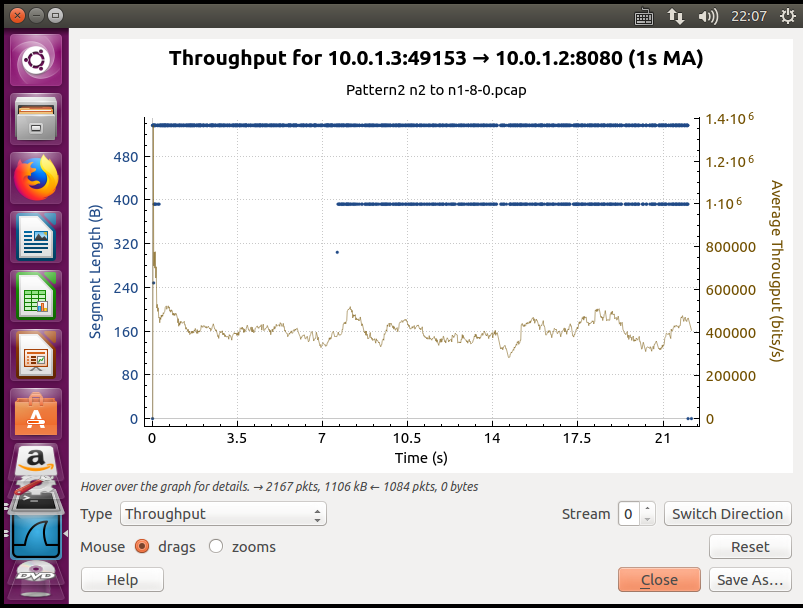 22:07
Throughput for 10.0.1.3:49153 → 10.0.1.2:8080 (1s MA)
Pattern2 n2 to n1-8-0.pcap
Segment Length (B)
480
400
320
240
160
80
0
1.4·10⁶
1.2·10⁶
1·10⁶
800000
600000
400000
200000
0
Average Througput (bits/s)
0 3.5 7 10.5 14 17.5 21
Time (s)
Hover over the graph for details. → 2167 pkts, 1106 kB ← 1084 pkts, 0 bytes
Type Throughput Stream 0 Switch Direction
Mouse drags zooms Reset
Help Close Save As…
A
a
DVD